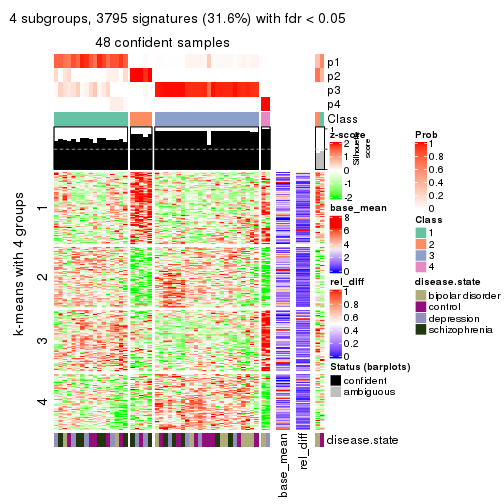 4 subgroups, 3795 signatures (31.6%) with fdr < 0.05
48 confident samples
p1
p2
p3
p4
Class
1
0.5
0
Silhouette
score
k-means with 4 groups
1
2
3
4
base_mean
rel_diff
disease.state
z-score
2
1
0
-1
-2
base_mean
8
6
4
2
0
rel_diff
1
0.8
0.6
0.4
0.2
0
Status (barplots)
confident
ambiguous
Prob
1
0.8
0.6
0.4
0.2
0
Class
1
2
3
4
disease.state
bipolar disorder
control
depression
schizophrenia